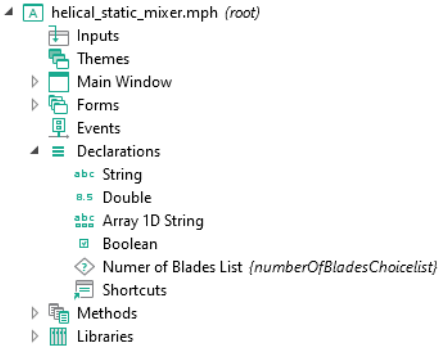 helical_static_mixer.mph (root)
Inputs
Themes
Main Window
Forms
Events
Declarations
abc String
8.5 Double
abc Array 1D String
Boolean
? Numer of Blades List {numberOfBladesChoicelist}
Shortcuts
Methods
Libraries